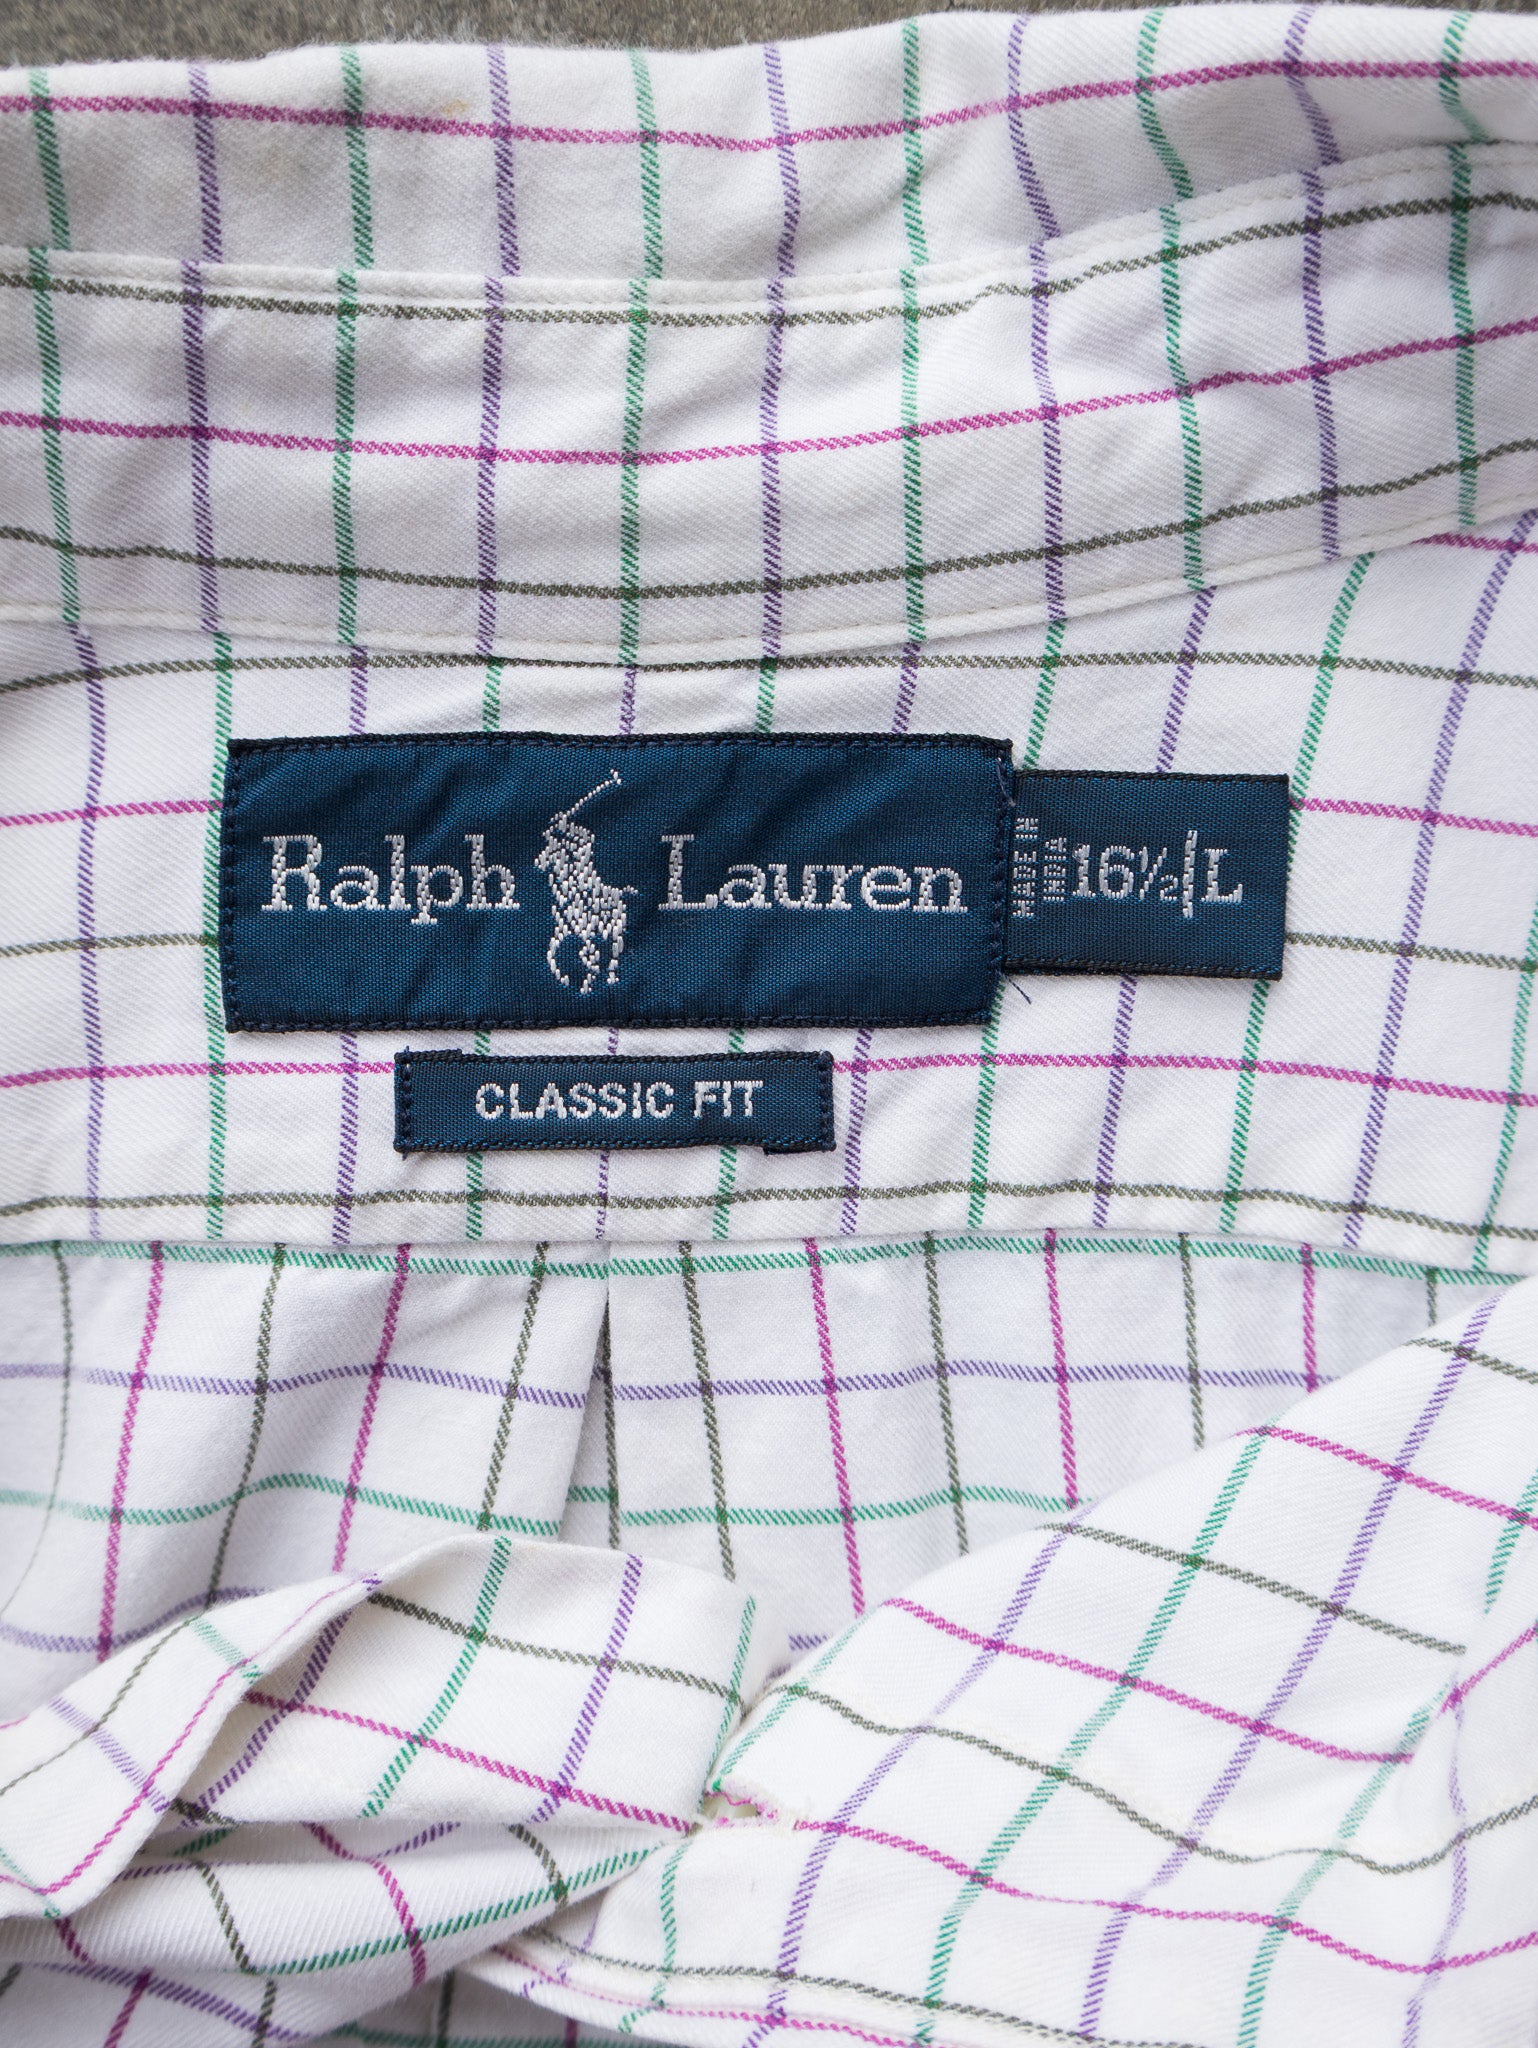 Ralph Lauren
MADE IN
INDIA
16½|L
CLASSIC FIT